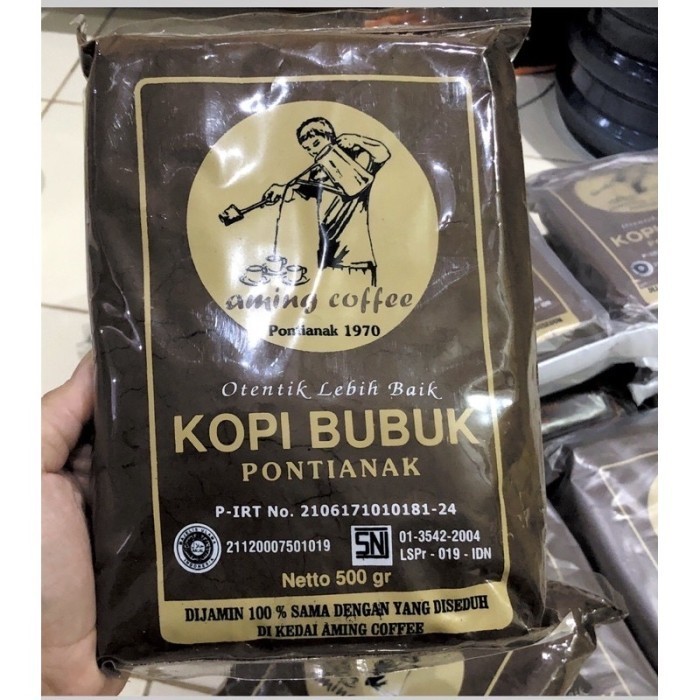 aming coffee
Pontianak 1970
Otentik Lebih Baik
KOPI BUBUK
PONTIANAK
P-IRT No. 2106171010181-24
21120007501019
SNI
01-3542-2004
LSPr - 019 - IDN
Netto 500 gr
DIJAMIN 100 % SAMA DENGAN YANG DISEDUH
DI KEDAI AMING COFFEE